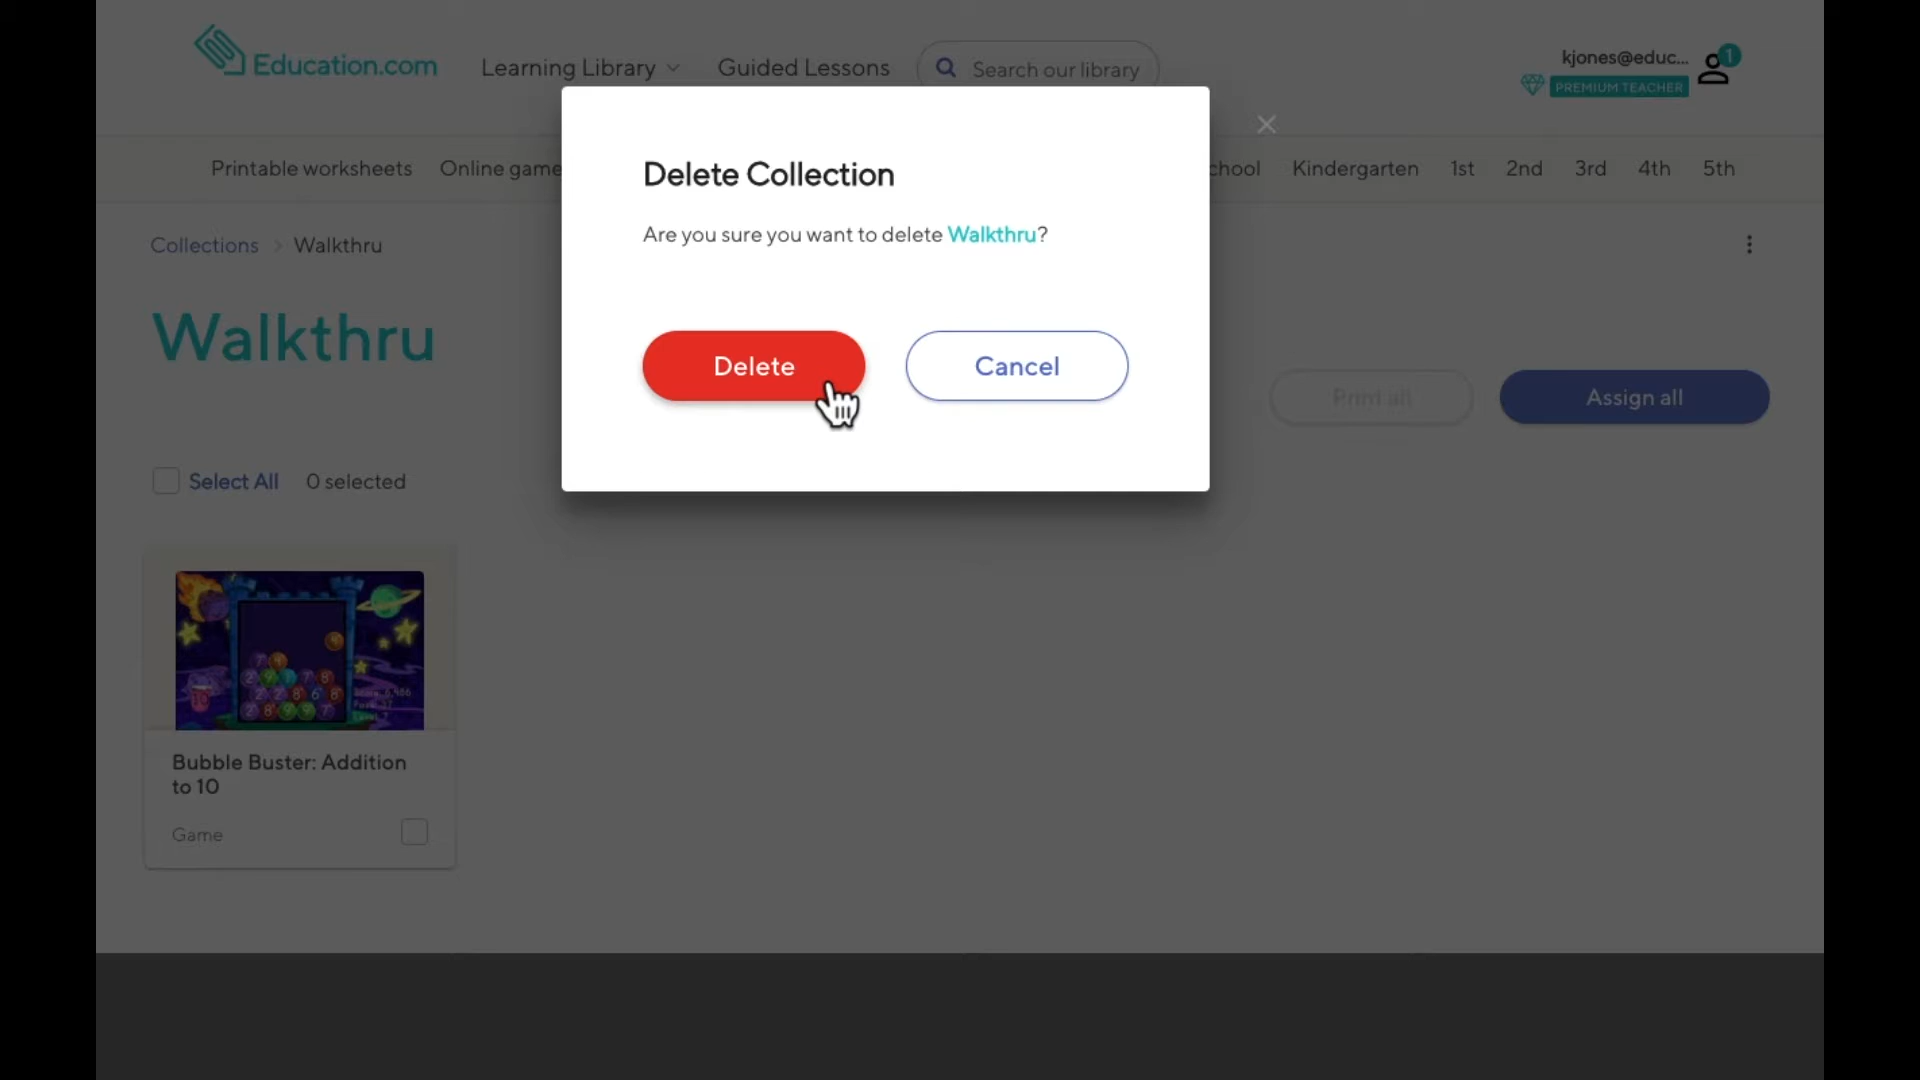 Education.com
Learning Library
Guided Lessons
Search our library
kjones@educ...
1
PREMIUM TEACHER
Printable worksheets
Online game
chool
Kindergarten
1st
2nd
3rd
4th
5th
Collections > Walkthru
Walkthru
Delete Collection
Are you sure you want to delete Walkthru?
Delete
Cancel
Print all
Assign all
Select All
0 selected
Bubble Buster: Addition
to 10
Game